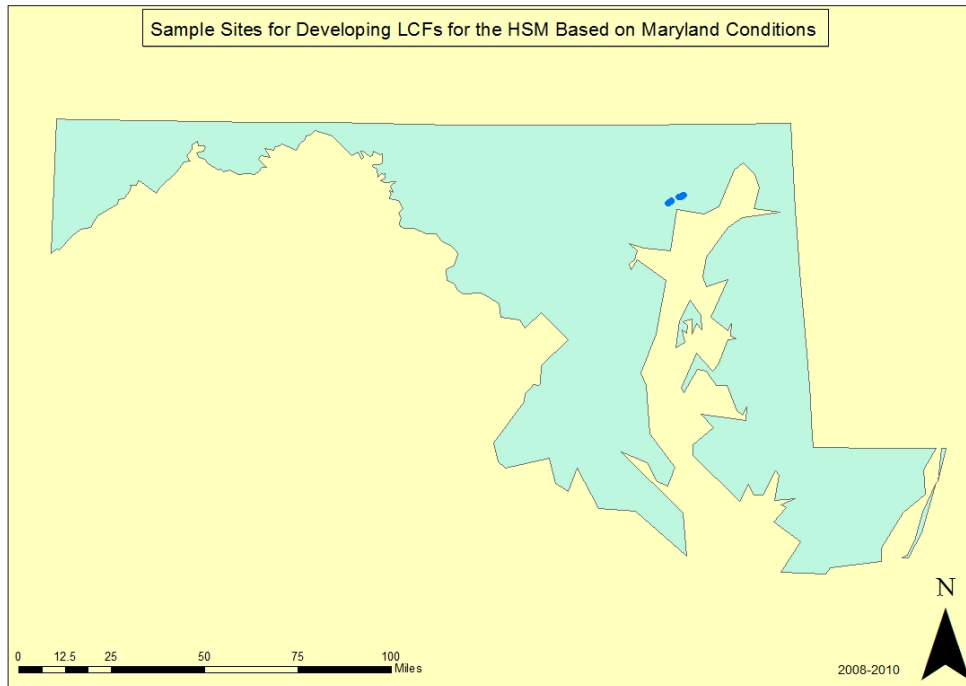 Sample Sites for Developing LCFs for the HSM Based on Maryland Conditions
N
0 12.5 25 50 75 100
Miles
2008-2010